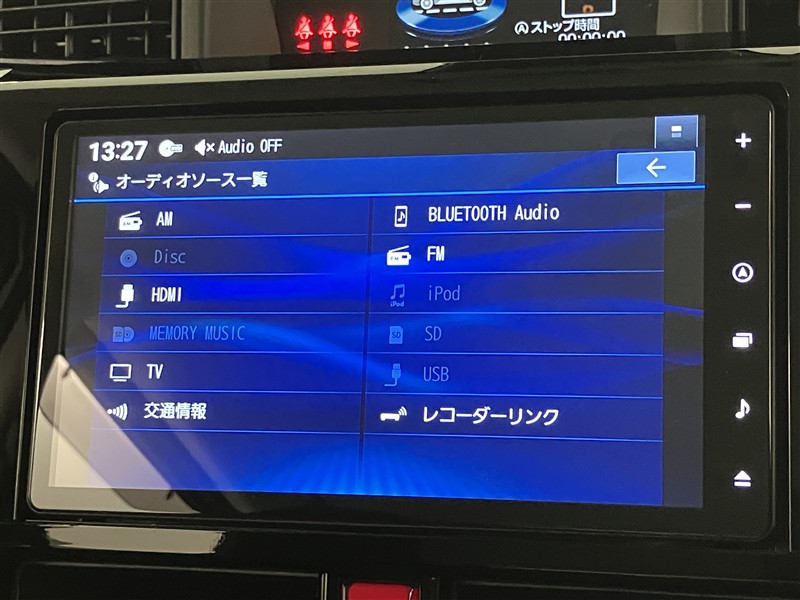 ストップ時間
00:00:00
13:27 Audio OFF
オーディオソース一覧
AM
BLUETOOTH Audio
Disc
FM
HDMI
iPod
MEMORY MUSIC
SD
TV
USB
交通情報
レコーダーリンク